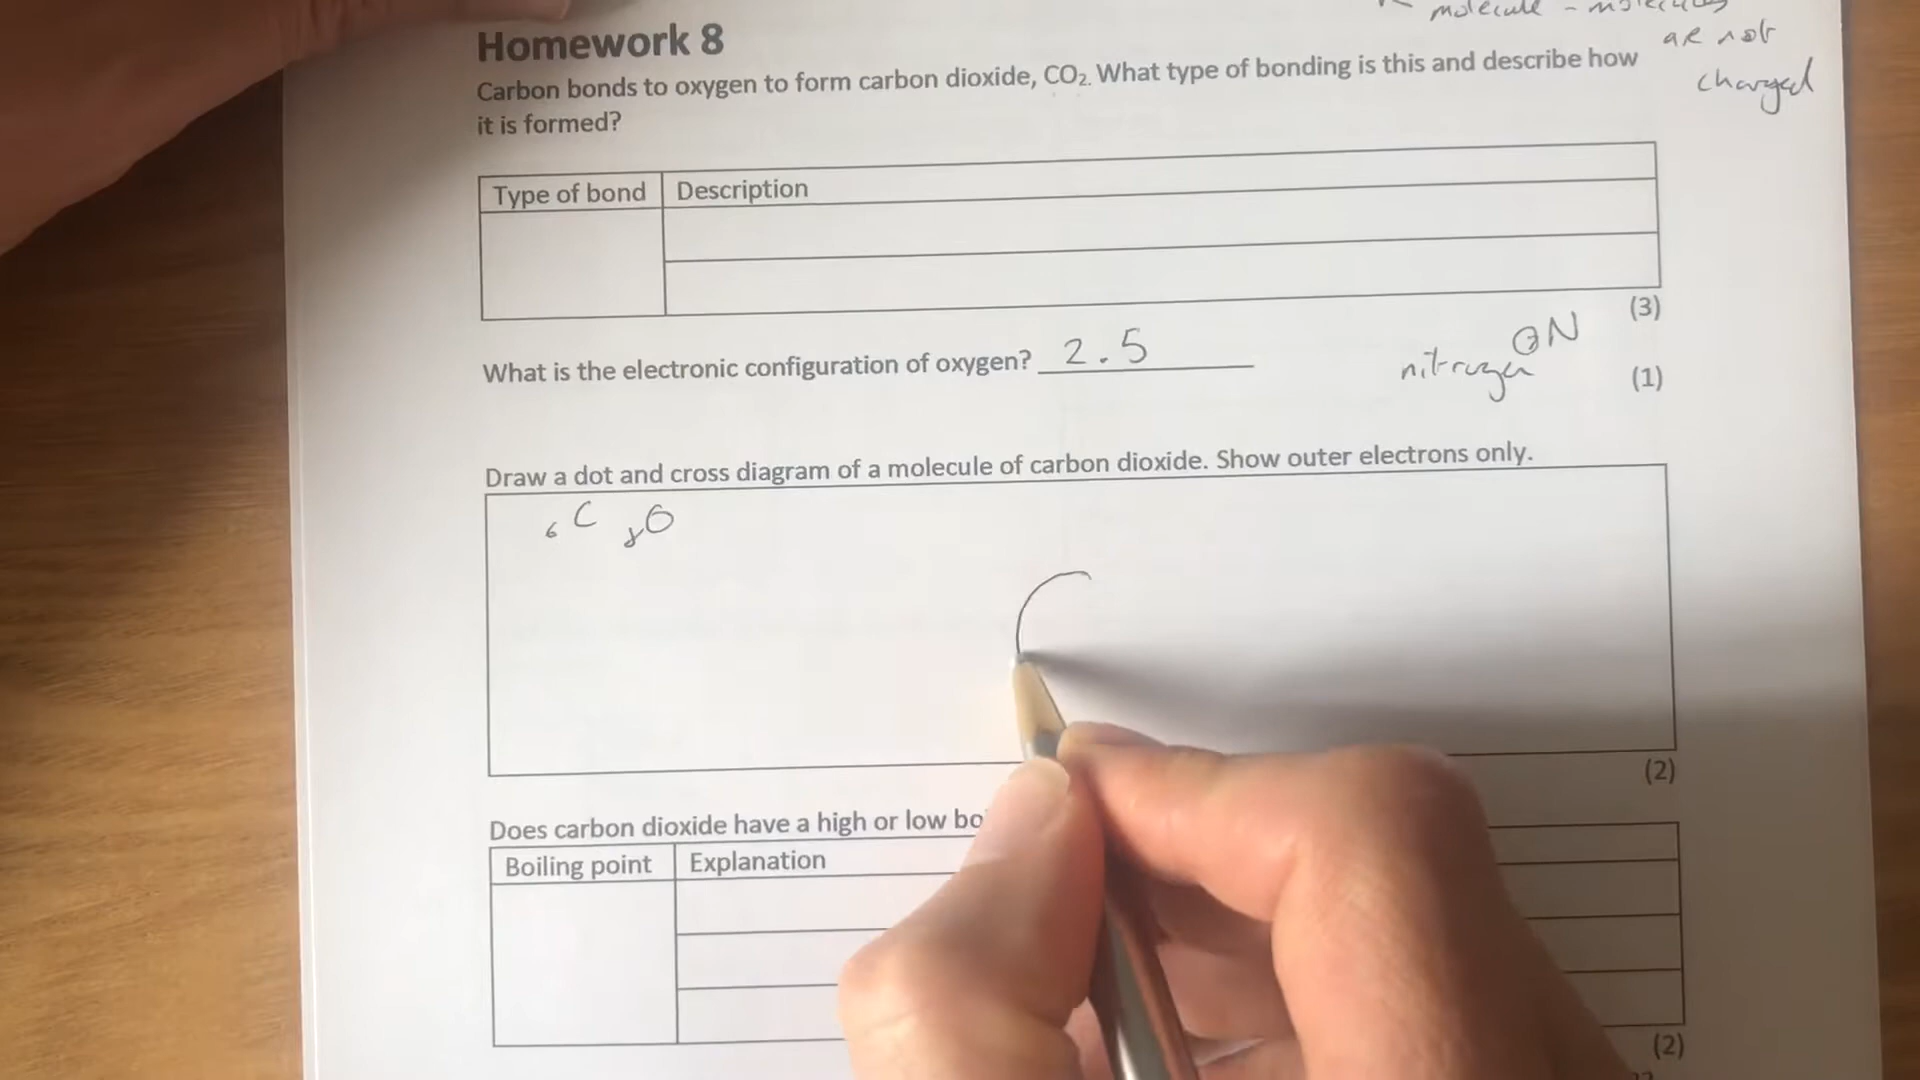 molecule - molecules
are not
charged
Homework 8
Carbon bonds to oxygen to form carbon dioxide, CO₂. What type of bonding is this and describe how
it is formed?
Type of bond Description
(3)
What is the electronic configuration of oxygen? 2.5
nitrogen ⁷N
(1)
Draw a dot and cross diagram of a molecule of carbon dioxide. Show outer electrons only.
₆C ₈O
(2)
Does carbon dioxide have a high or low bo
Boiling point Explanation
(2)